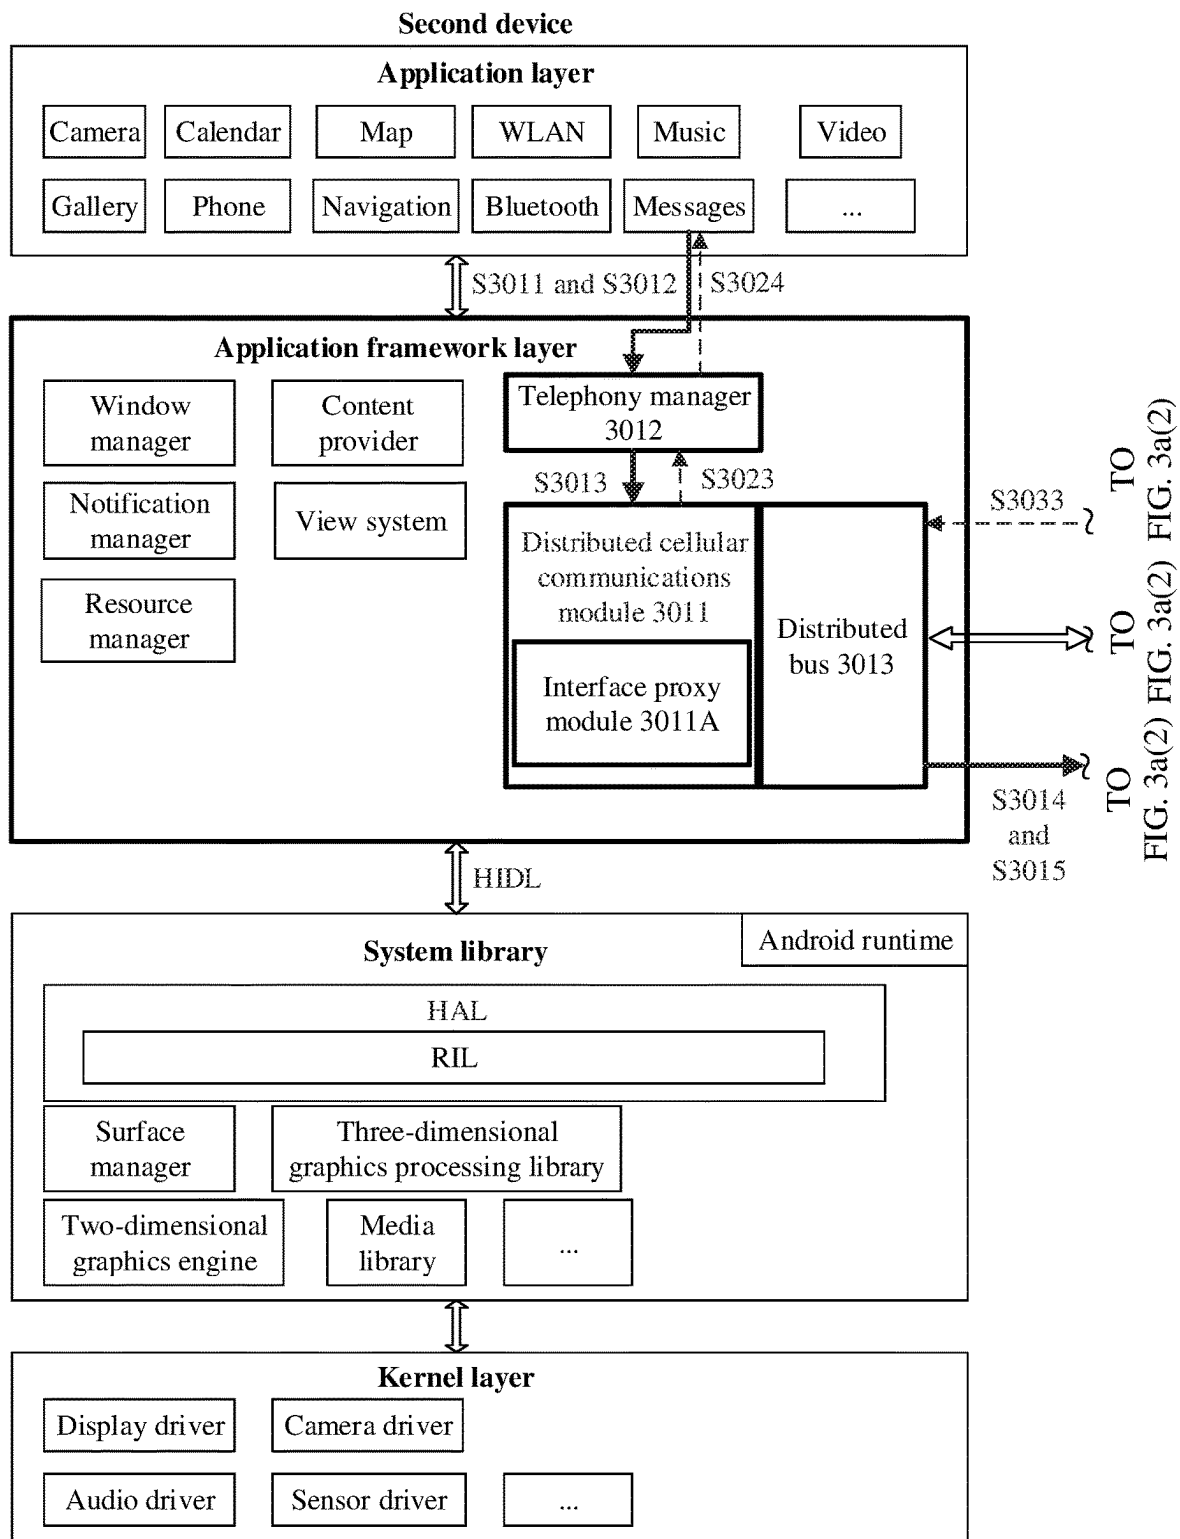 Second device
Application layer
Camera
Calendar
Map
WLAN
Music
Video
Gallery
Phone
Navigation
Bluetooth
Messages
...
S3011 and S3012
S3024
Application framework layer
Window
manager
Content
provider
Telephony manager
3012
Notification
manager
View system
S3013
S3023
Resource
manager
Distributed cellular
communications
module 3011
Interface proxy
module 3011A
Distributed
bus 3013
S3033
TO
FIG. 3a(2)
TO
FIG. 3a(2)
TO
FIG. 3a(2)
S3014
and
S3015
HIDL
System library
Android runtime
HAL
RIL
Surface
manager
Three-dimensional
graphics processing library
Two-dimensional
graphics engine
Media
library
...
Kernel layer
Display driver
Camera driver
Audio driver
Sensor driver
...